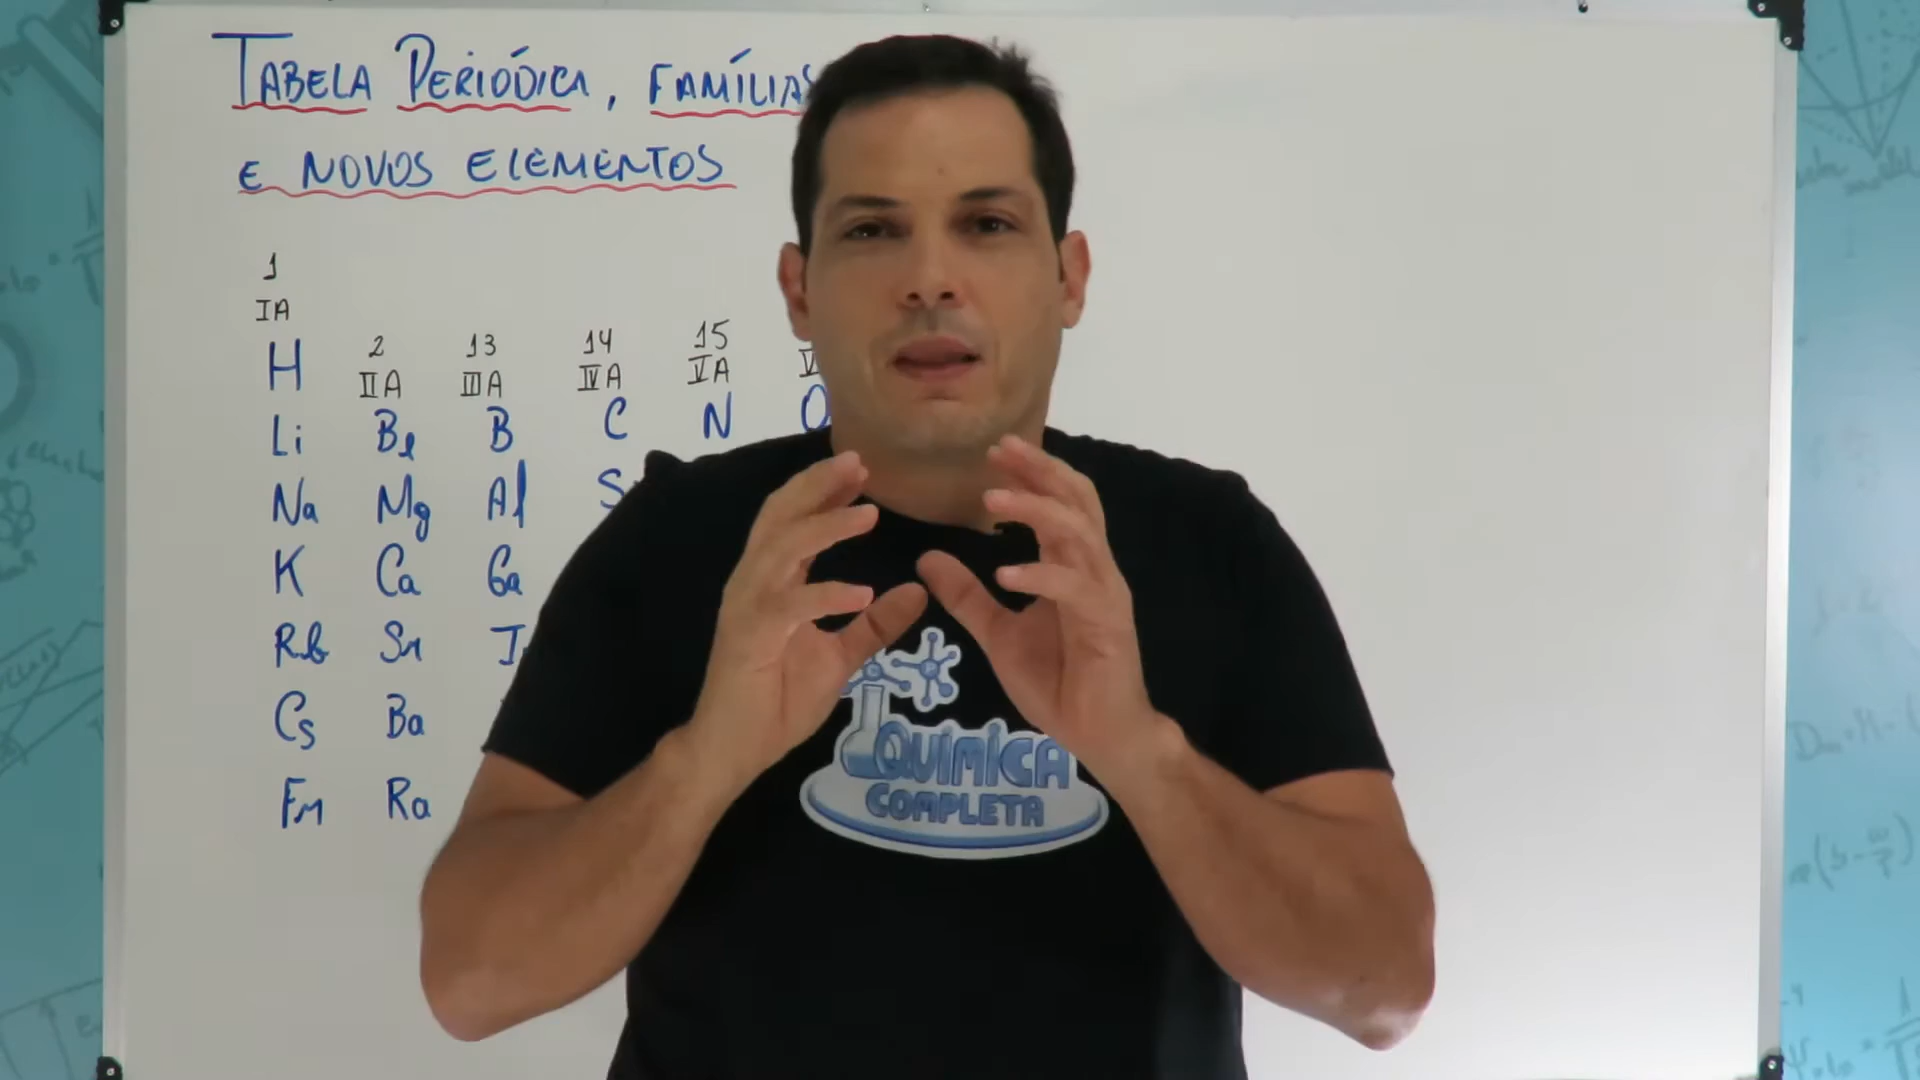 TABELA PERIÓDICA, FAMÍLIAS
E NOVOS ELEMENTOS
1
IA
2 13 14 15
IIA IIIA IVA VA V
H
Li Be B C N O
Na Mg Al S
K Ca Ga
Rb Sr I
Cs Ba
Fr Ra
QUÍMICA
COMPLETA